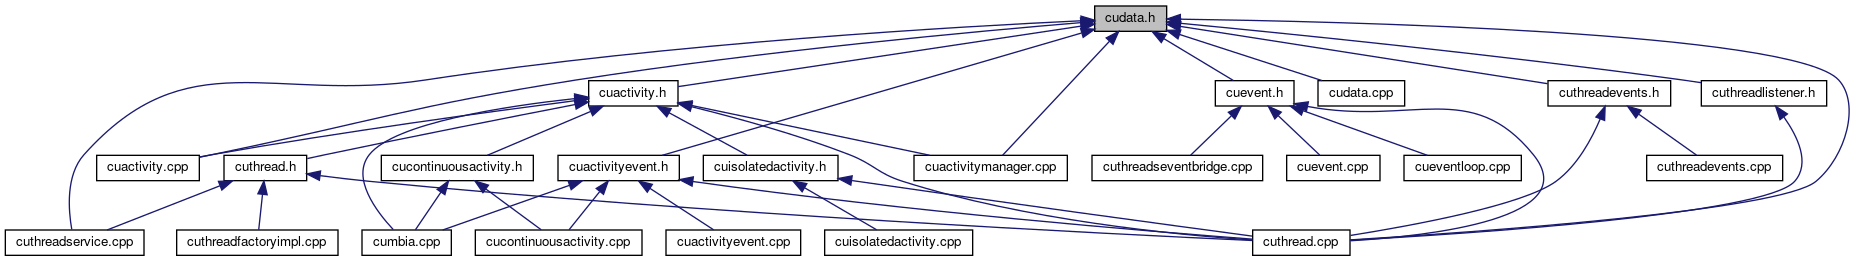 cudata.h
cuactivity.h
cuevent.h
cudata.cpp
cuthreadevents.h
cuthreadlistener.h
cuactivity.cpp
cuthread.h
cucontinuousactivity.h
cuactivityevent.h
cuisolatedactivity.h
cuactivitymanager.cpp
cuthreadseventbridge.cpp
cuevent.cpp
cueventloop.cpp
cuthreadevents.cpp
cuthreadservice.cpp
cuthreadfactoryimpl.cpp
cumbia.cpp
cucontinuousactivity.cpp
cuactivityevent.cpp
cuisolatedactivity.cpp
cuthread.cpp